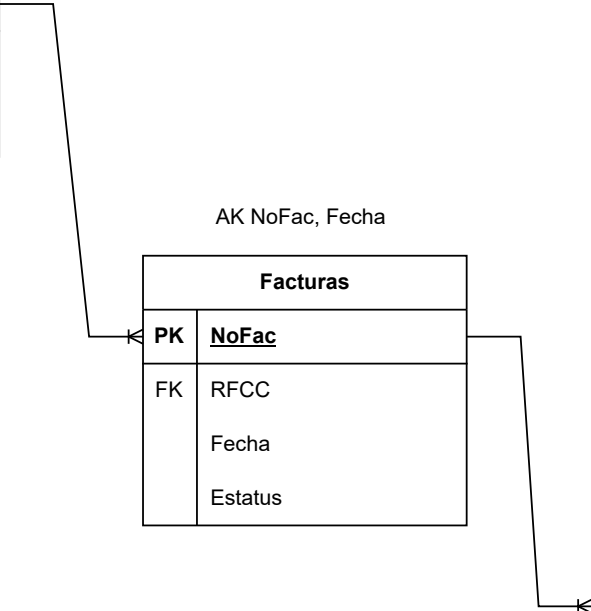 AK NoFac, Fecha
Facturas
PK NoFac
FK RFCC
Fecha
Estatus